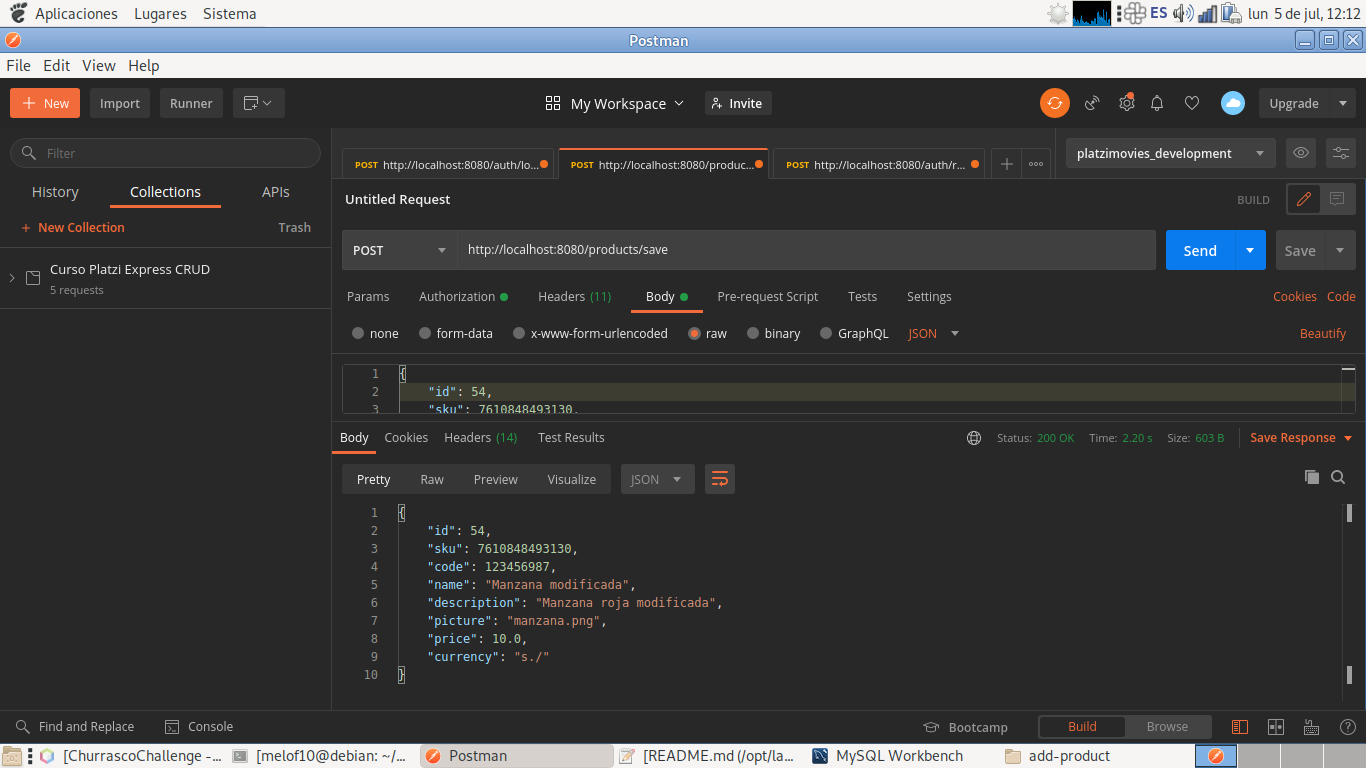 Aplicaciones Lugares Sistema ES lun 5 de jul, 12:12
Postman
File Edit View Help
New Import Runner My Workspace Invite Upgrade
Filter
History Collections APIs
New Collection Trash
Curso Platzi Express CRUD
5 requests
POST http://localhost:8080/auth/lo... POST http://localhost:8080/produc... POST http://localhost:8080/auth/r... platzimovies_development
Untitled Request BUILD
POST http://localhost:8080/products/save Send Save
Params Authorization Headers (11) Body Pre-request Script Tests Settings Cookies Code
none form-data x-www-form-urlencoded raw binary GraphQL JSON Beautify
1 {
2 "id": 54,
3 "sku": 7610848493130,
Body Cookies Headers (14) Test Results Status: 200 OK Time: 2.20 s Size: 603 B Save Response
Pretty Raw Preview Visualize JSON
1 {
2 "id": 54,
3 "sku": 7610848493130,
4 "code": 123456987,
5 "name": "Manzana modificada",
6 "description": "Manzana roja modificada",
7 "picture": "manzana.png",
8 "price": 10.0,
9 "currency": "s./"
10 }
Find and Replace Console Bootcamp Build Browse
[ChurrascoChallenge -... [melof10@debian: ~/... Postman [README.md (/opt/la... MySQL Workbench add-product